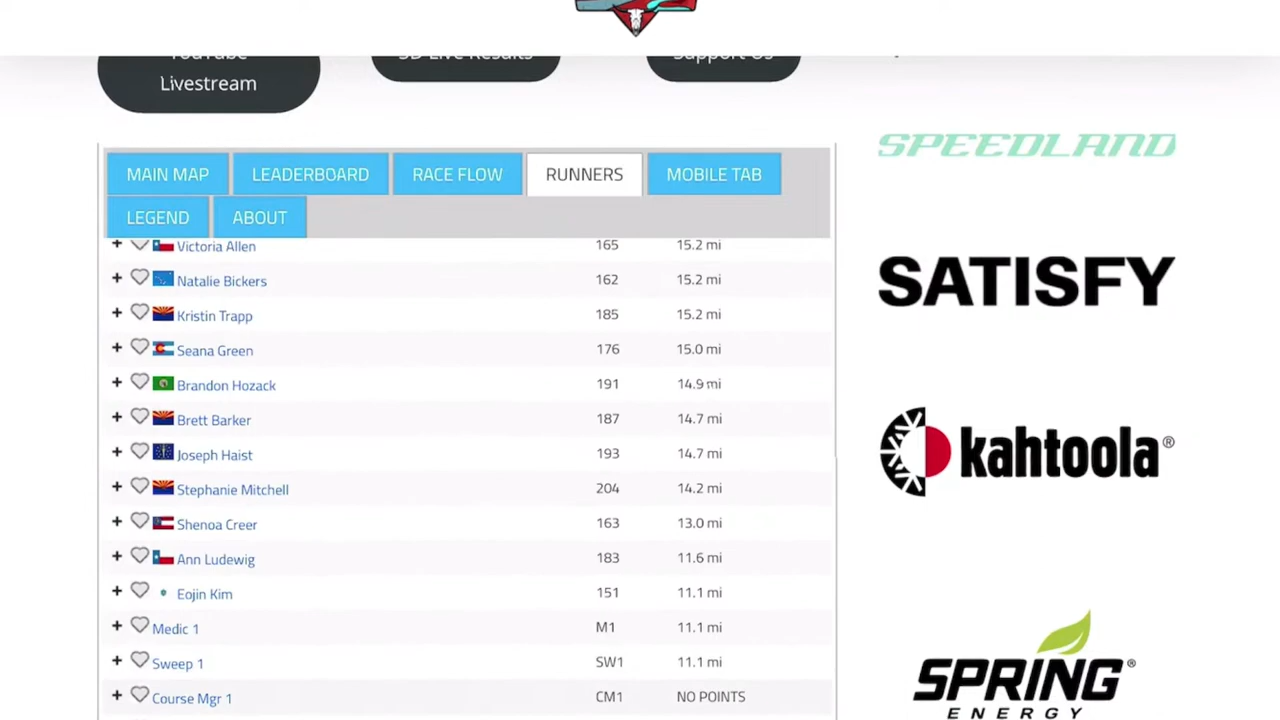 YouTube
Livestream
3D Live Results
Support Us
SPEEDLAND
MAIN MAP LEADERBOARD RACE FLOW RUNNERS MOBILE TAB
LEGEND ABOUT
+ Victoria Allen 165 15.2 mi
+ Natalie Bickers 162 15.2 mi
+ Kristin Trapp 185 15.2 mi
+ Seana Green 176 15.0 mi
+ Brandon Hozack 191 14.9 mi
+ Brett Barker 187 14.7 mi
+ Joseph Haist 193 14.7 mi
+ Stephanie Mitchell 204 14.2 mi
+ Shenoa Creer 163 13.0 mi
+ Ann Ludewig 183 11.6 mi
+ Eojin Kim 151 11.1 mi
+ Medic 1 M1 11.1 mi
+ Sweep 1 SW1 11.1 mi
+ Course Mgr 1 CM1 NO POINTS
SATISFY
kahtoola®
SPRING®
ENERGY